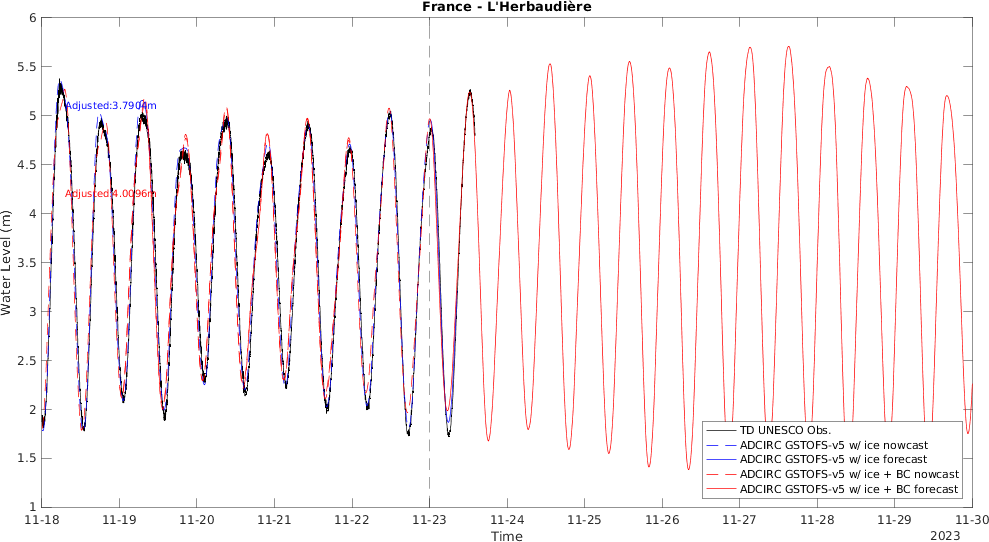 France - L'Herbaudière
6
5.5
5
4.5
4
3.5
3
2.5
2
1.5
1
Water Level (m)
Adjusted:3.7904m
Adjusted:4.0096m
TD UNESCO Obs.
ADCIRC GSTOFS-v5 w/ ice nowcast
ADCIRC GSTOFS-v5 w/ ice forecast
ADCIRC GSTOFS-v5 w/ ice + BC nowcast
ADCIRC GSTOFS-v5 w/ ice + BC forecast
11-18 11-19 11-20 11-21 11-22 11-23 11-24 11-25 11-26 11-27 11-28 11-29 11-30
Time
2023